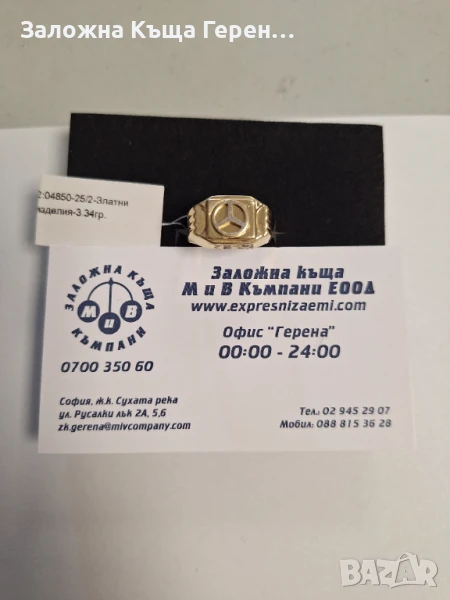 Заложна Къща Герен...
2:04850-25/2-Златни
изделия-3.34гр.
ЗАЛОЖНА КЪЩА
М и В
КЪМПАНИ
0700 350 60
Заложна къща
М и В Къмпани ЕООД
www.expresnizaemi.com
Офис "Герена"
00:00 - 24:00
София, ж.к. Сухата река
ул. Русалки лък 2А, 5,6
zk.gerena@mivcompany.com
Тел.: 02 945 29 07
Мобил: 088 815 36 28
BAZAR